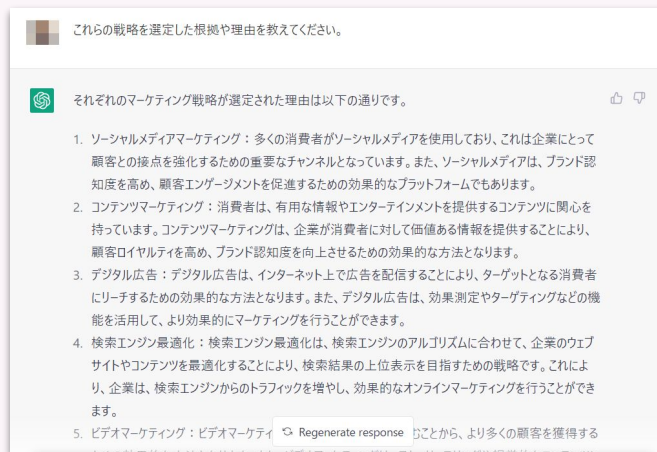 これらの戦略を選定した根拠や理由を教えてください。
それぞれのマーケティング戦略が選定された理由は以下の通りです。
1. ソーシャルメディアマーケティング：多くの消費者がソーシャルメディアを使用しており、これは企業にとって
顧客との接点を強化するための重要なチャンネルとなっています。また、ソーシャルメディアは、ブランド認
知度を高め、顧客エンゲージメントを促進するための効果的なプラットフォームでもあります。
2. コンテンツマーケティング：消費者は、有用な情報やエンターテインメントを提供するコンテンツに関心を
持っています。コンテンツマーケティングは、企業が消費者に対して価値ある情報を提供することにより、
顧客ロイヤルティを高め、ブランド認知度を向上させるための効果的な方法となります。
3. デジタル広告：デジタル広告は、インターネット上で広告を配信することにより、ターゲットとなる消費者
にリーチするための効果的な方法となります。また、デジタル広告は、効果測定やターゲティングなどの機
能を活用して、より効果的にマーケティングを行うことができます。
4. 検索エンジン最適化：検索エンジン最適化は、検索エンジンのアルゴリズムに合わせて、企業のウェブ
サイトやコンテンツを最適化することにより、検索結果の上位表示を目指すための戦略です。これによ
り、企業は、検索エンジンからのトラフィックを増やし、効果的なオンラインマーケティングを行うことができ
ます。
5. ビデオマーケティング：ビデオマーケティ
Regenerate response
ことから、より多くの顧客を獲得する